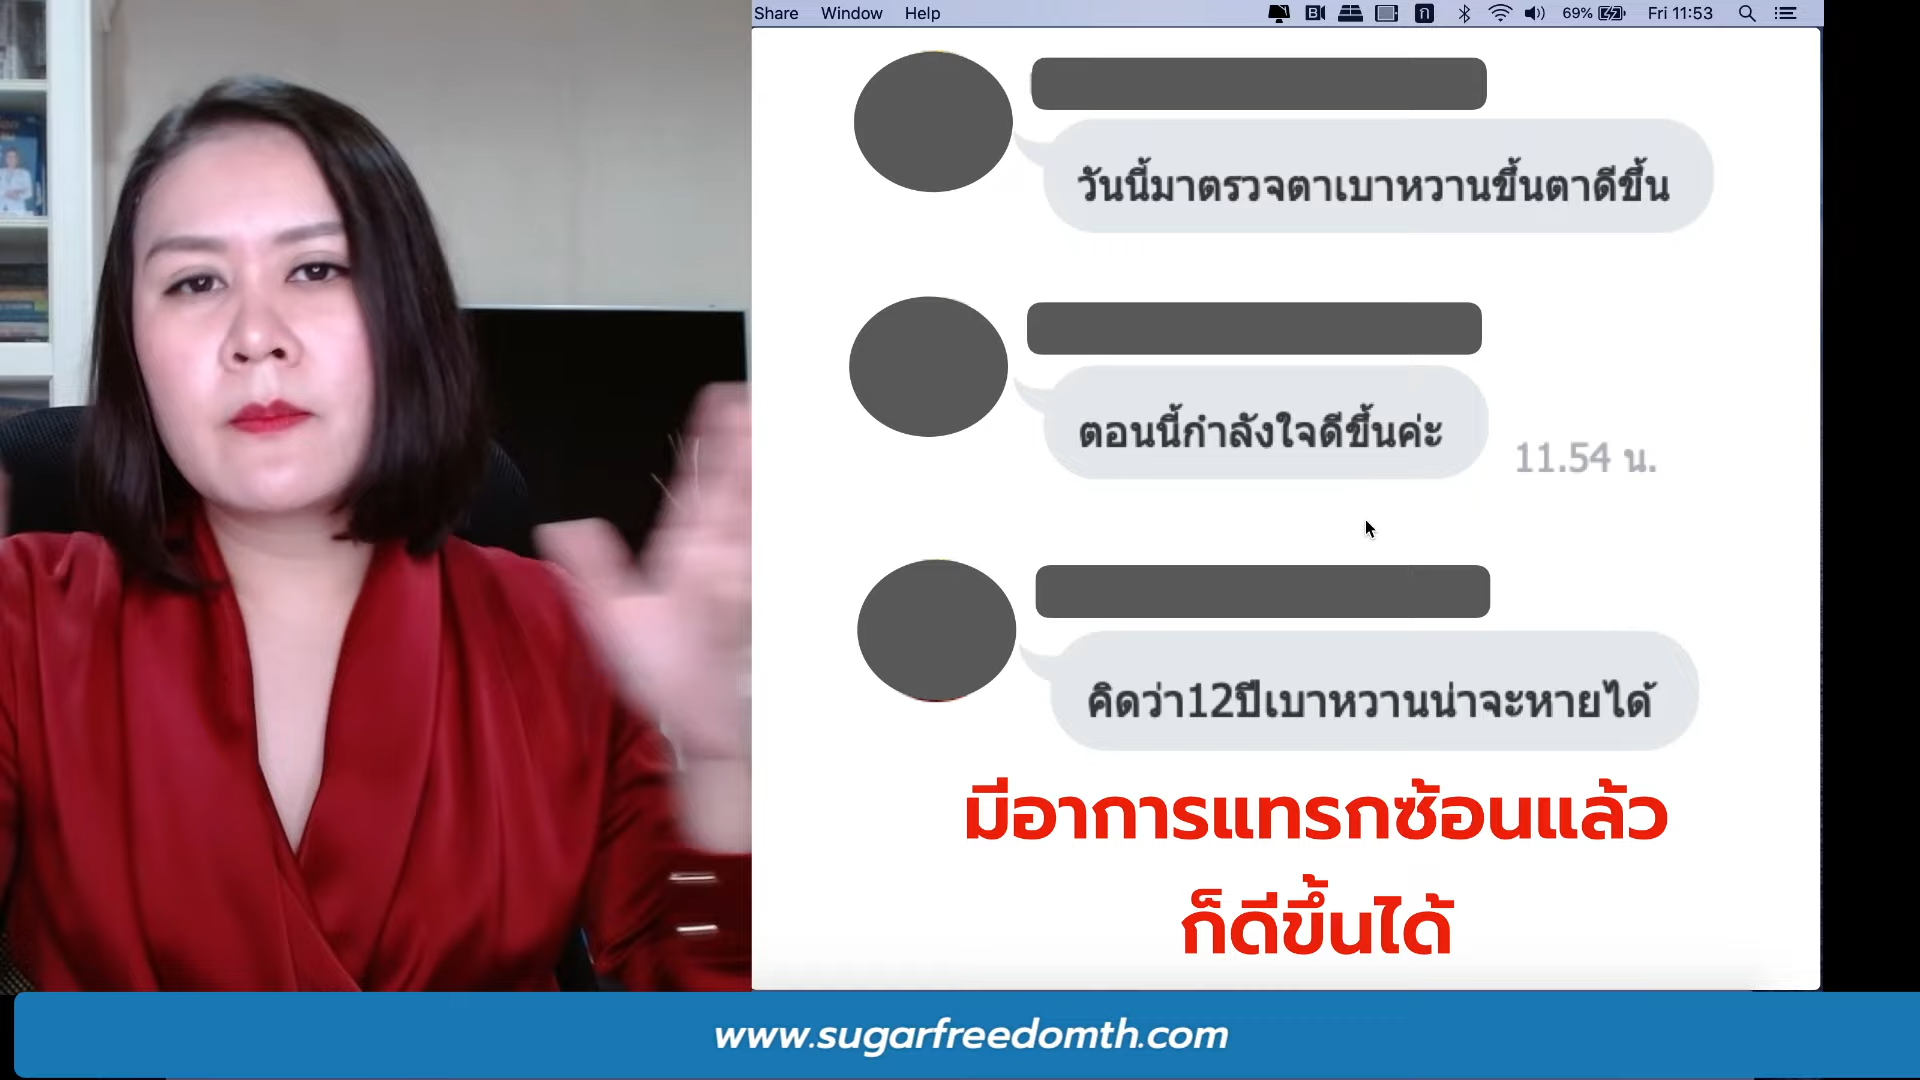 Share Window Help
69% Fri 11:53
วันนี้มาตรวจตาเบาหวานขึ้นตาดีขึ้น
ตอนนี้กำลังใจดีขึ้นค่ะ
11.54 น.
คิดว่า12ปีเบาหวานน่าจะหายได้
มีอาการแทรกซ้อนแล้ว
ก็ดีขึ้นได้
www.sugarfreedomth.com